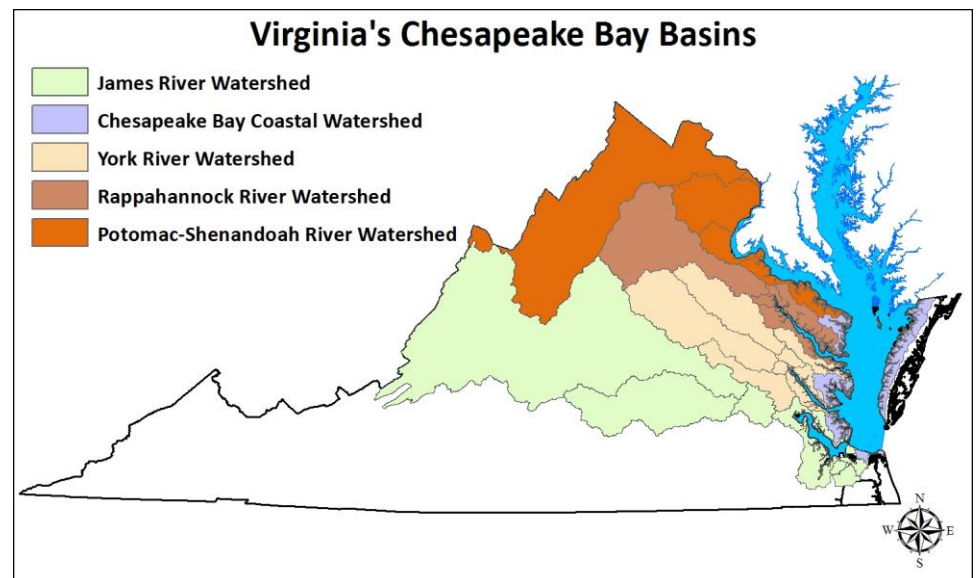 Virginia's Chesapeake Bay Basins
James River Watershed
Chesapeake Bay Coastal Watershed
York River Watershed
Rappahannock River Watershed
Potomac-Shenandoah River Watershed
N
W E
S